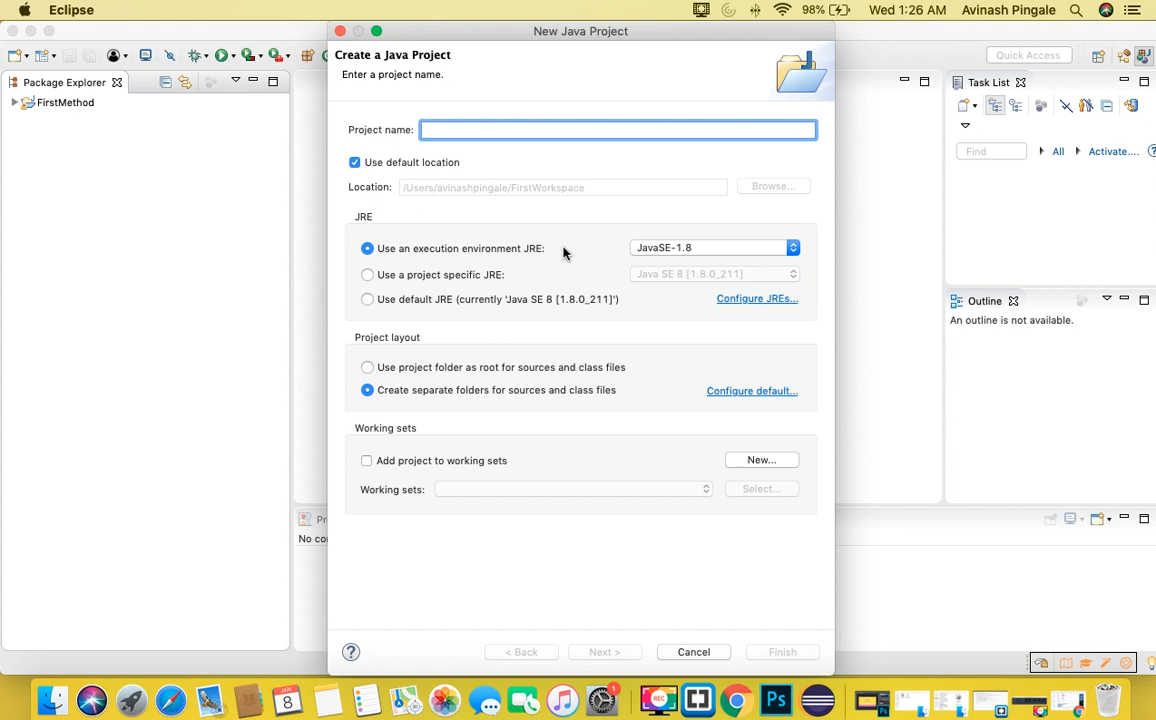 Eclipse
98%
Wed 1:26 AM
Avinash Pingale
New Java Project
Create a Java Project
Enter a project name.
Quick Access
Package Explorer
FirstMethod
Project name:
Use default location
Location:
/Users/avinashpingale/FirstWorkspace
Browse...
JRE
Use an execution environment JRE:
JavaSE-1.8
Use a project specific JRE:
Java SE 8 [1.8.0_211]
Use default JRE (currently 'Java SE 8 [1.8.0_211]')
Configure JREs...
Project layout
Use project folder as root for sources and class files
Create separate folders for sources and class files
Configure default...
Working sets
Add project to working sets
New...
Working sets:
Select...
< Back
Next >
Cancel
Finish
Task List
Find
All
Activate....
Outline
An outline is not available.
No co
REC
8
Ps
1